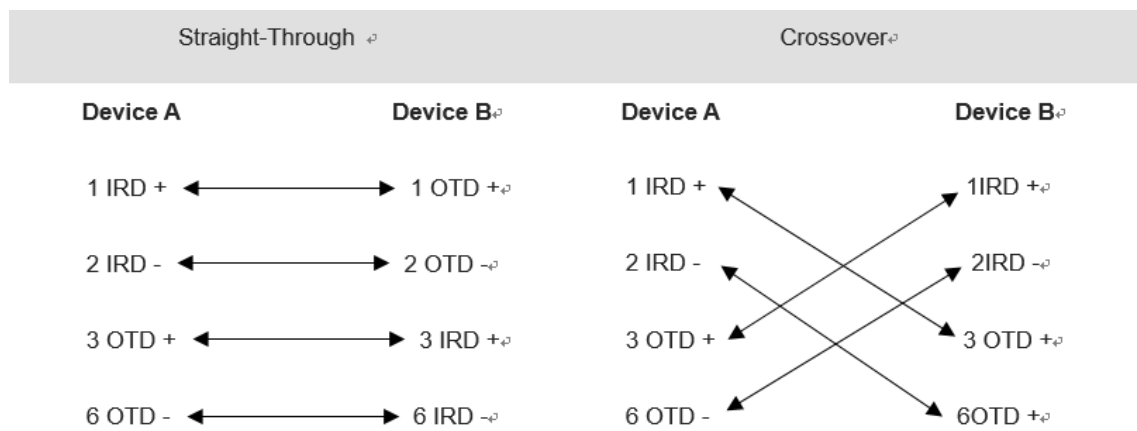 Straight-Through Crossover
Device A Device B Device A Device B
1 IRD + 1 OTD + 1 IRD + 1IRD +
2 IRD - 2 OTD - 2 IRD - 2IRD -
3 OTD + 3 IRD + 3 OTD + 3 OTD +
6 OTD - 6 IRD - 6 OTD - 6OTD +